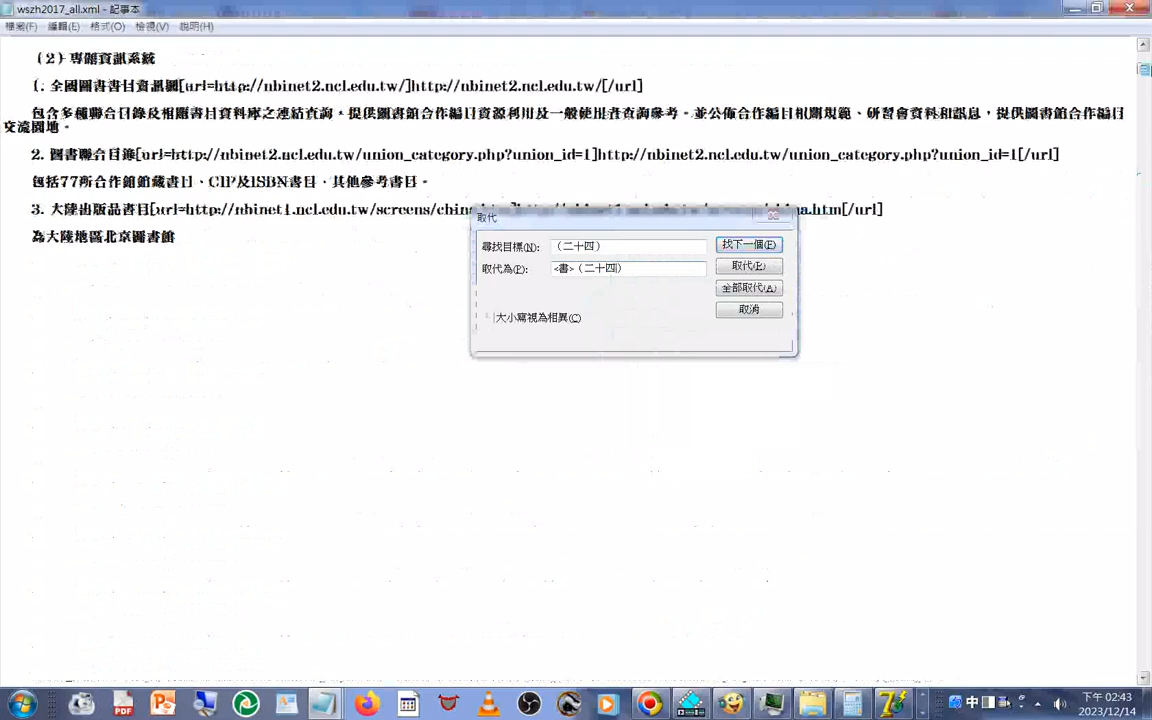 wszh2017_all.xml - 記事本
檔案(F) 編輯(E) 格式(O) 檢視(V) 說明(H)
（2）專題資訊系統
1. 全國圖書書目資訊網[url=http://nbinet2.ncl.edu.tw/]http://nbinet2.ncl.edu.tw/[/url]
包含多種聯合目錄及相關書目資料庫之連結查詢，提供圖書館合作編目資源利用及一般使用者查詢參考。並公佈合作編目相關規範、研習會資料和訊息，提供圖書館合作編目
交流園地。
2. 圖書聯合目錄[url=http://nbinet2.ncl.edu.tw/union_category.php?union_id=1]http://nbinet2.ncl.edu.tw/union_category.php?union_id=1[/url]
包括77所合作館館藏書目、CIP及ISBN書目、其他參考書目。
3. 大陸出版品書目[url=http://nbinet1.ncl.edu.tw/screens/
[/url]
為大陸地區北京圖書館
取代
尋找目標(N): （二十四）
找下一個(F)
取代為(P): <書>（二十四）
取代(R)
全部取代(A)
取消
大小寫視為相異(C)
中
下午 02:43
2023/12/14